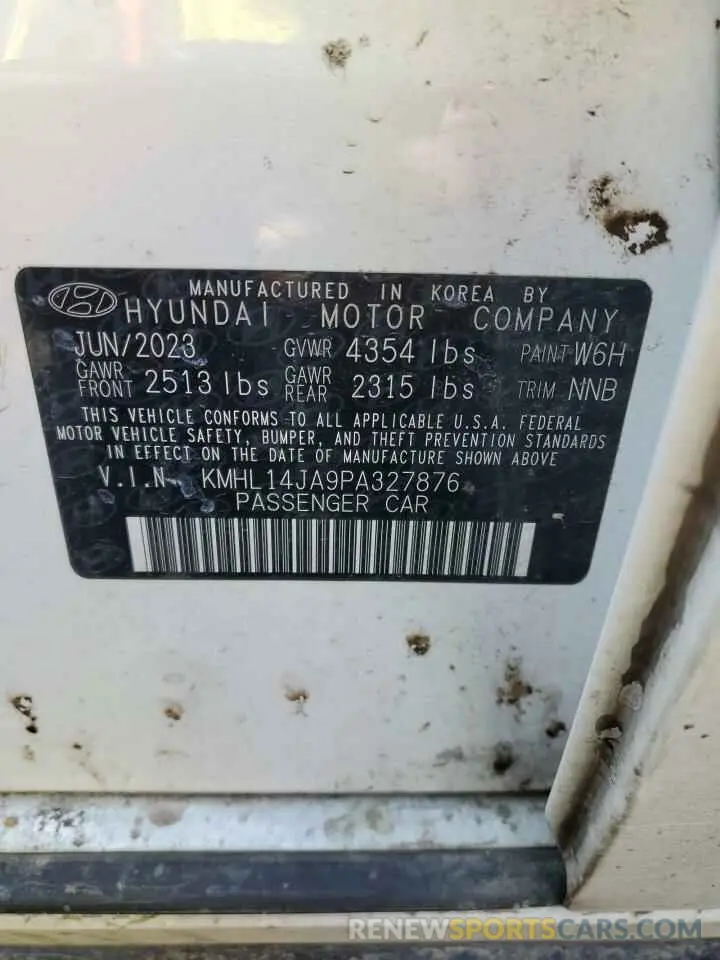 MANUFACTURED IN KOREA BY
HYUNDAI MOTOR COMPANY
JUN/2023 GVWR 4354 lbs PAINT W6H
GAWR FRONT 2513 lbs GAWR REAR 2315 lbs TRIM NNB
THIS VEHICLE CONFORMS TO ALL APPLICABLE U.S.A. FEDERAL
MOTOR VEHICLE SAFETY, BUMPER, AND THEFT PREVENTION STANDARDS
IN EFFECT ON THE DATE OF MANUFACTURE SHOWN ABOVE
V.I.N KMHL14JA9PA327876
PASSENGER CAR
RENEWSPORTSCARS.COM